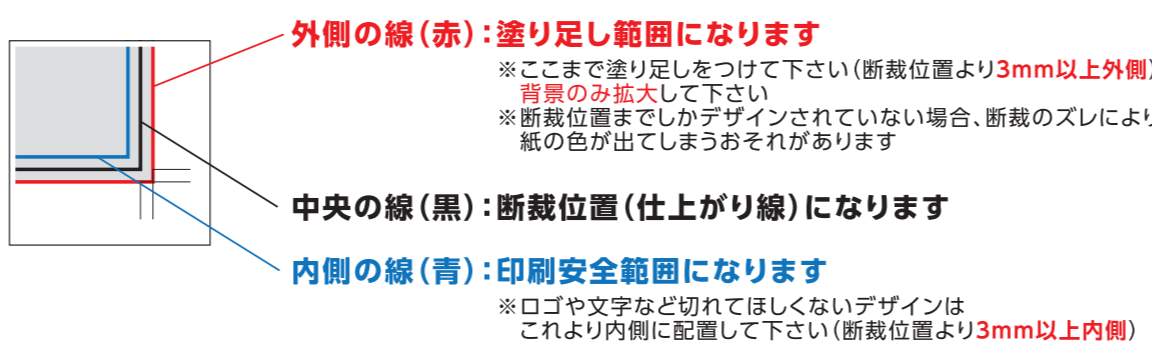 外側の線(赤):塗り足し範囲になります
※ここまで塗り足しをつけて下さい(断裁位置より3mm以上外側)
背景のみ拡大して下さい
※断裁位置までしかデザインされていない場合、断裁のズレにより
紙の色が出てしまうおそれがあります
中央の線(黒):断裁位置(仕上がり線)になります
内側の線(青):印刷安全範囲になります
※ロゴや文字など切れてほしくないデザインは
これより内側に配置して下さい(断裁位置より3mm以上内側)